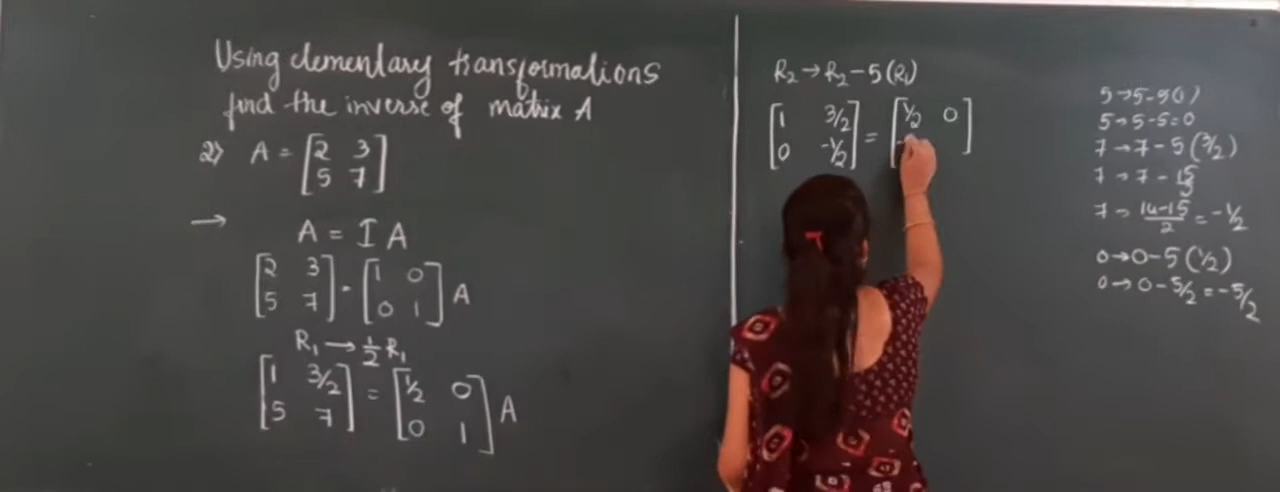 Using elementary transformations
find the inverse of matrix A
2) A = [2 3
5 7]
→ A = I A
[2 3
5 7] = [1 0
0 1] A
R₁ → 1/2 R₁
[1 3/2
5 7] = [1/2 0
0 1] A
R₂ → R₂ - 5(R₁)
[1 3/2
0 -1/2] = [1/2 0
]
5 → 5 - 5(1)
5 → 5 - 5 = 0
7 → 7 - 5(3/2)
7 → 7 - 15
7 → 14-15/2 = -1/2
0 → 0 - 5(1/2)
0 → 0 - 5/2 = -5/2